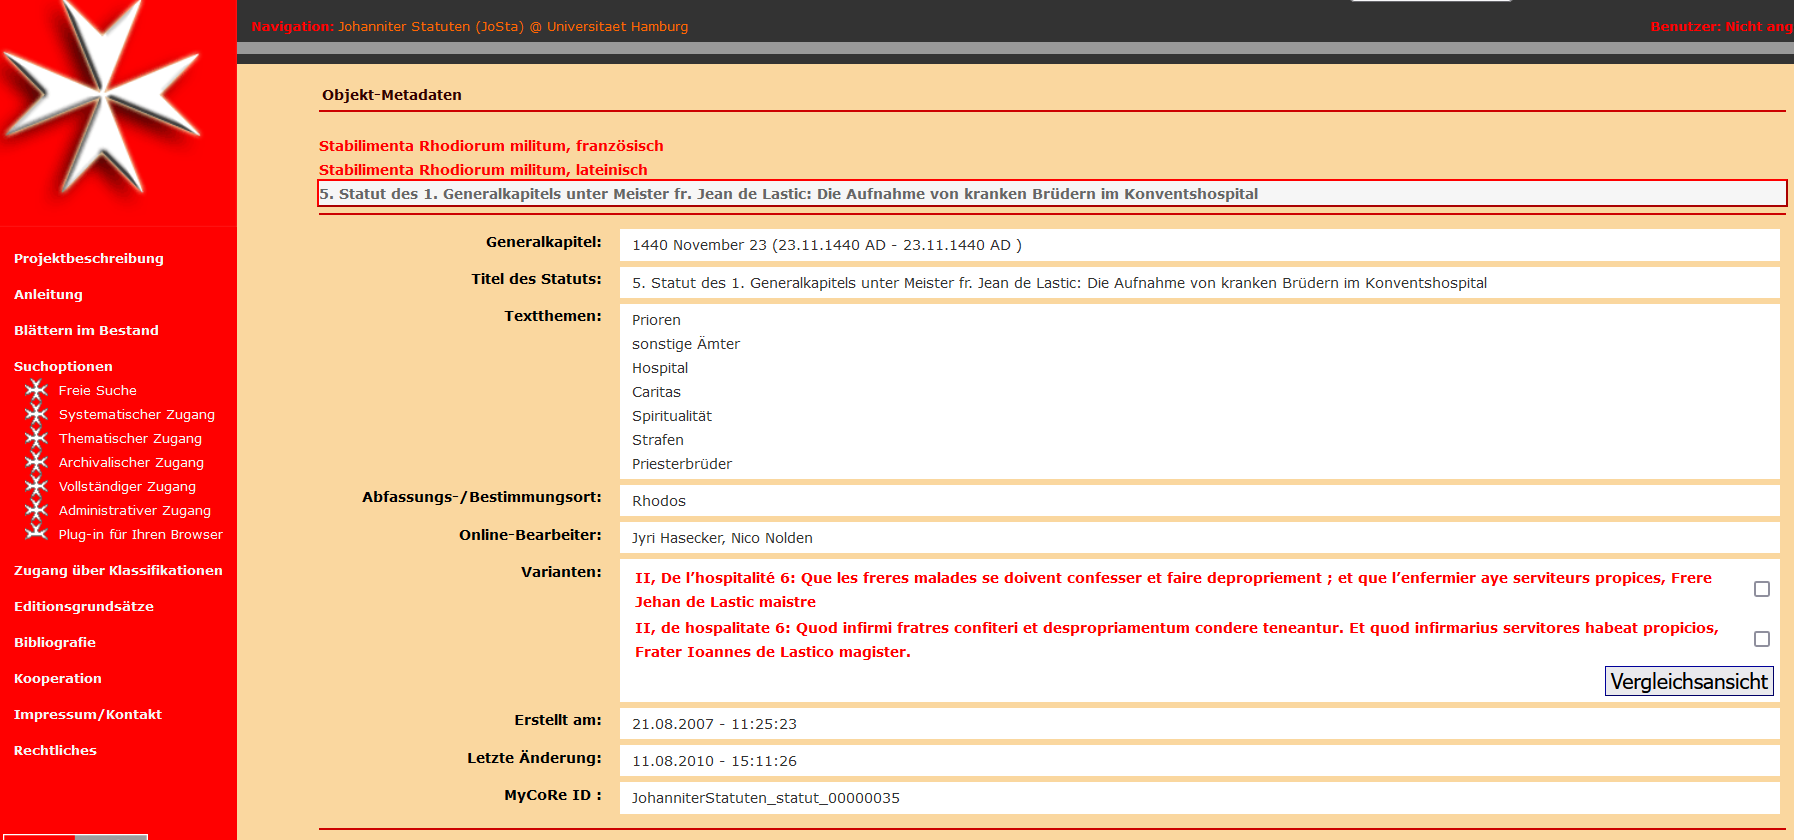 Navigation: Johanniter Statuten (JoSta) @ Universitaet Hamburg
Benutzer: Nicht ang
Projektbeschreibung
Anleitung
Blättern im Bestand
Suchoptionen
Freie Suche
Systematischer Zugang
Thematischer Zugang
Archivalischer Zugang
Vollständiger Zugang
Administrativer Zugang
Plug-in für Ihren Browser
Zugang über Klassifikationen
Editionsgrundsätze
Bibliografie
Kooperation
Impressum/Kontakt
Rechtliches
Objekt-Metadaten
Stabilimenta Rhodiorum militum, französisch
Stabilimenta Rhodiorum militum, lateinisch
5. Statut des 1. Generalkapitels unter Meister fr. Jean de Lastic: Die Aufnahme von kranken Brüdern im Konventshospital
Generalkapitel: 1440 November 23 (23.11.1440 AD - 23.11.1440 AD )
Titel des Statuts: 5. Statut des 1. Generalkapitels unter Meister fr. Jean de Lastic: Die Aufnahme von kranken Brüdern im Konventshospital
Textthemen: Prioren
sonstige Ämter
Hospital
Caritas
Spiritualität
Strafen
Priesterbrüder
Abfassungs-/Bestimmungsort: Rhodos
Online-Bearbeiter: Jyri Hasecker, Nico Nolden
Varianten: II, De l’hospitalité 6: Que les freres malades se doivent confesser et faire depropriement ; et que l’enfermier aye serviteurs propices, Frere
Jehan de Lastic maistre
II, de hospalitate 6: Quod infirmi fratres confiteri et despropriamentum condere teneantur. Et quod infirmarius servitores habeat propicios,
Frater Ioannes de Lastico magister.
Vergleichsansicht
Erstellt am: 21.08.2007 - 11:25:23
Letzte Änderung: 11.08.2010 - 15:11:26
MyCoRe ID : JohanniterStatuten_statut_00000035